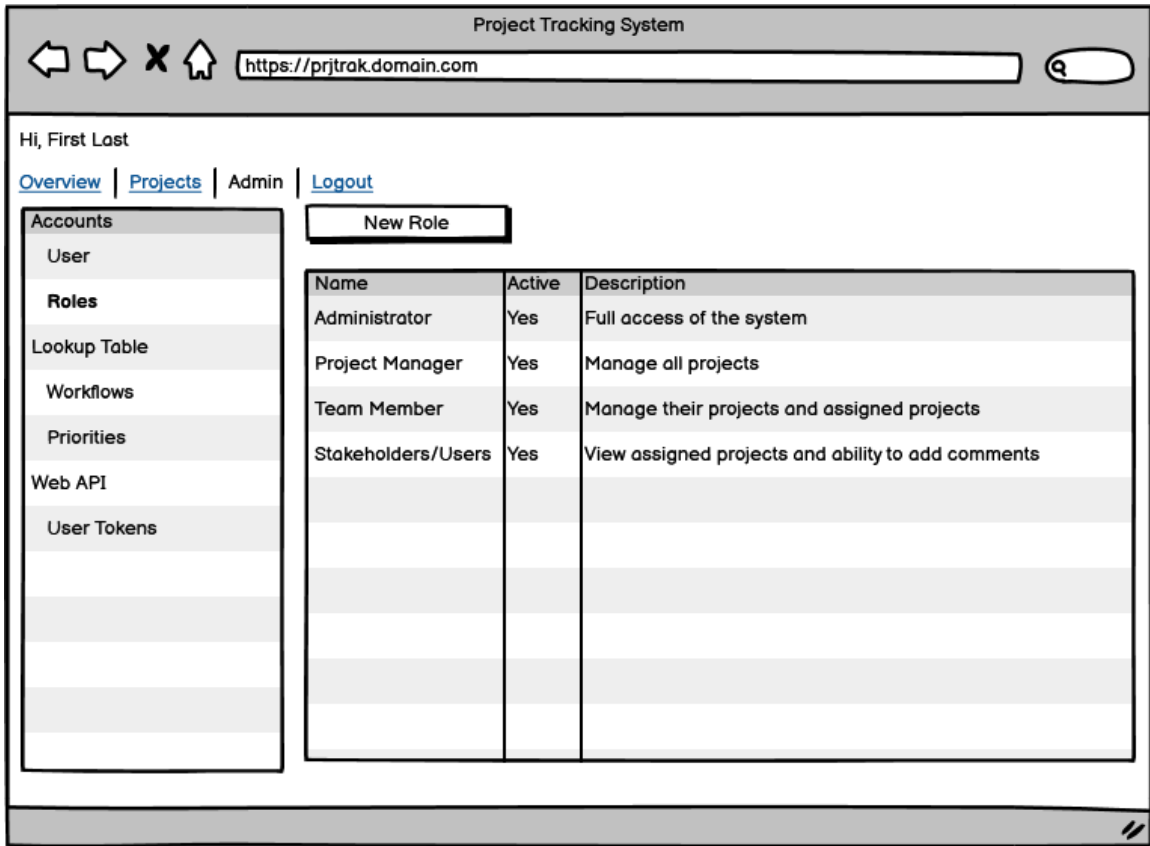 Project Tracking System
https://prjtrak.domain.com
Hi, First Last
Overview Projects Admin Logout
Accounts
User
Roles
Lookup Table
Workflows
Priorities
Web API
User Tokens
New Role
Name Active Description
Administrator Yes Full access of the system
Project Manager Yes Manage all projects
Team Member Yes Manage their projects and assigned projects
Stakeholders/Users Yes View assigned projects and ability to add comments